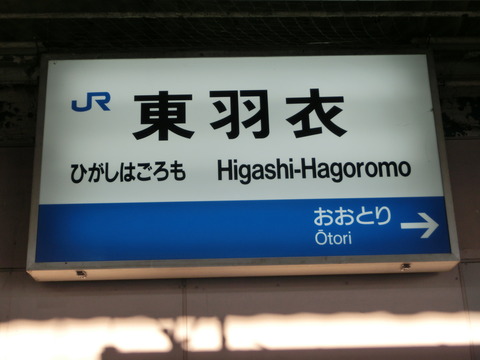 JR 東羽衣
ひがしはごろも Higashi-Hagoromo
おおとり
Ōtori →